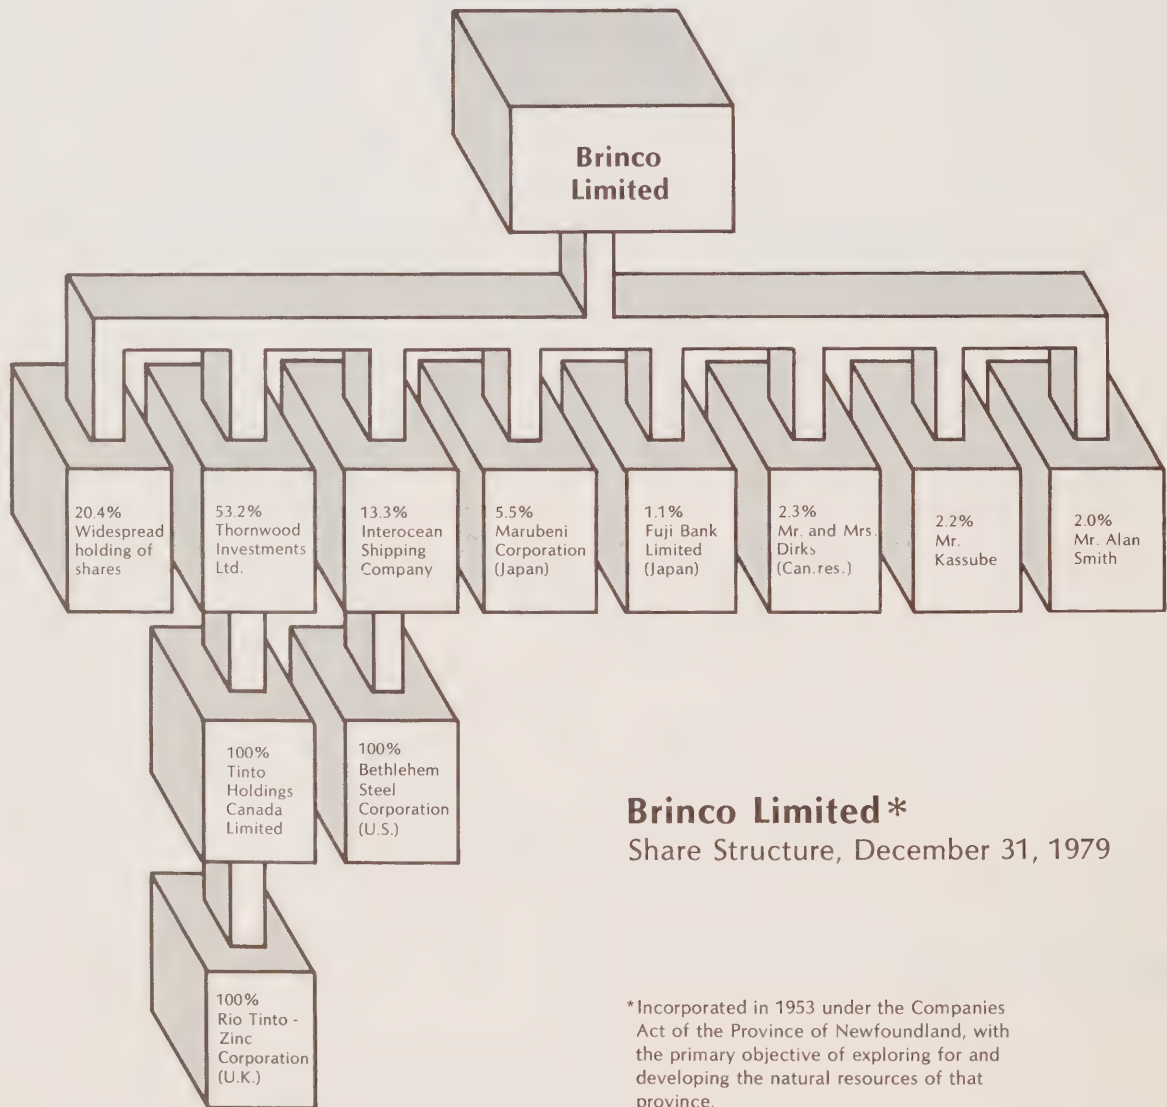 Brinco
Limited
20.4%
Widespread
holding of
shares
53.2%
Thornwood
Investments
Ltd.
13.3%
Interocean
Shipping
Company
5.5%
Marubeni
Corporation
(Japan)
1.1%
Fuji Bank
Limited
(Japan)
2.3%
Mr. and Mrs.
Dirks
(Can.res.)
2.2%
Mr.
Kassube
2.0%
Mr. Alan
Smith
100%
Tinto
Holdings
Canada
Limited
100%
Bethlehem
Steel
Corporation
(U.S.)
100%
Rio Tinto -
Zinc
Corporation
(U.K.)
Brinco Limited*
Share Structure, December 31, 1979
*Incorporated in 1953 under the Companies
Act of the Province of Newfoundland, with
the primary objective of exploring for and
developing the natural resources of that
province.